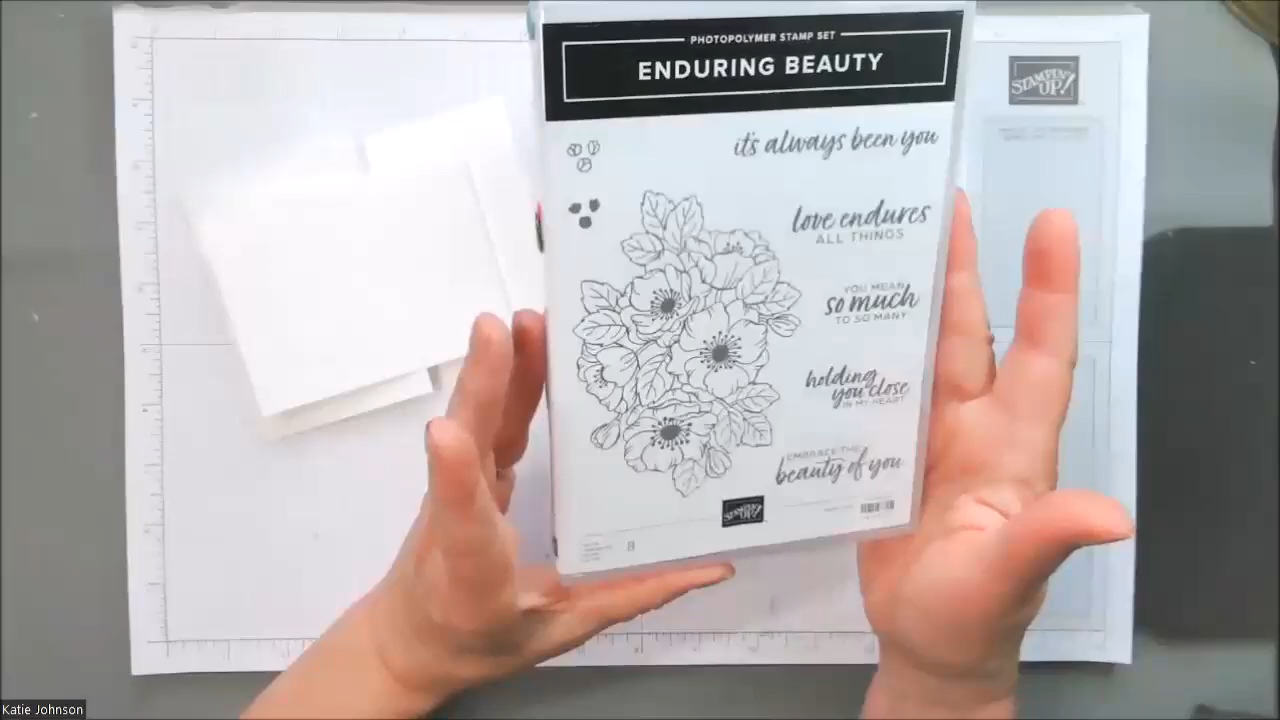 PHOTOPOLYMER STAMP SET
ENDURING BEAUTY
it's always been you
love endures
ALL THINGS
YOU MEAN
so much
TO SO MANY
holding
you close
IN MY HEART
EMBRACE THE
beauty of you
STAMPIN' UP!
8
STAMPIN' UP!
Katie Johnson